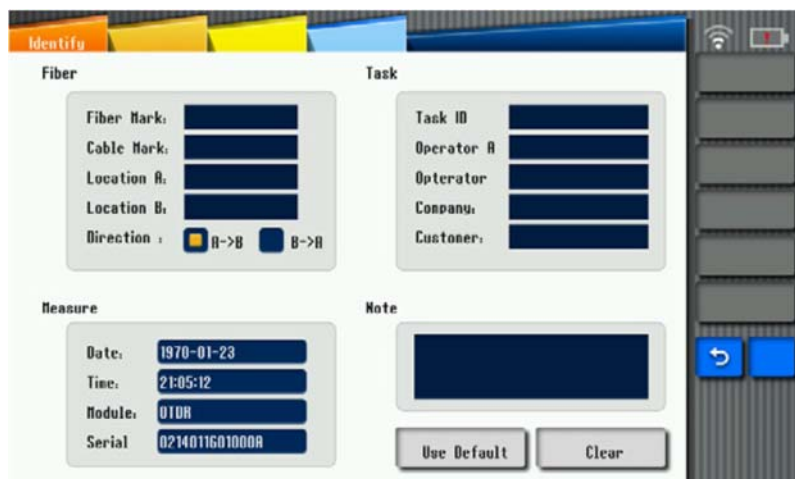 Identify
Fiber
Fiber Mark:
Cable Mark:
Location A:
Location B:
Direction : A->B B->A
Task
Task ID
Operator A
Opterator
Company:
Customer:
Measure
Date: 1970-01-23
Time: 21:05:12
Module: OTDR
Serial 0214011601000A
Note
Use Default
Clear